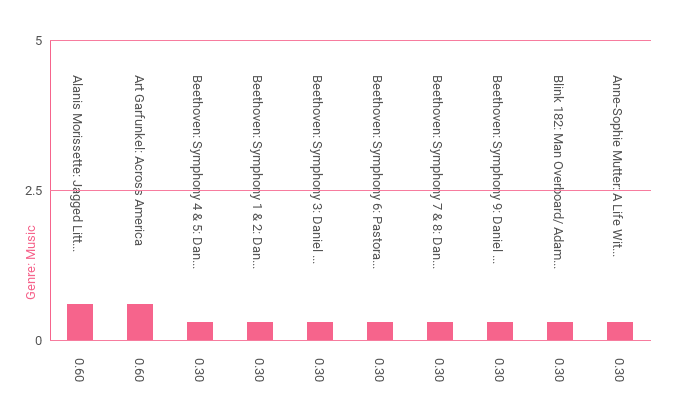 5
2.5
0
Genre: Music
Alanis Morissette: Jagged Litt...
Art Garfunkel: Across America
Beethoven: Symphony 4 & 5: Dan...
Beethoven: Symphony 1 & 2: Dan...
Beethoven: Symphony 3: Daniel ...
Beethoven: Symphony 6: Pastora...
Beethoven: Symphony 7 & 8: Dan...
Beethoven: Symphony 9: Daniel ...
Blink 182: Man Overboard/ Adam...
Anne-Sophie Mutter: A Life Wit...
0.60
0.60
0.30
0.30
0.30
0.30
0.30
0.30
0.30
0.30